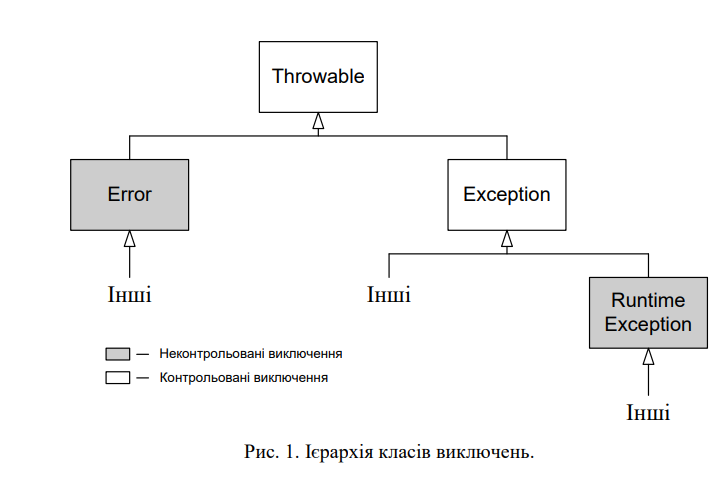 Throwable
Error
Exception
Інші
Інші
Runtime
Exception
Неконтрольовані виключення
Контрольовані виключення
Інші
Рис. 1. Ієрархія класів виключень.